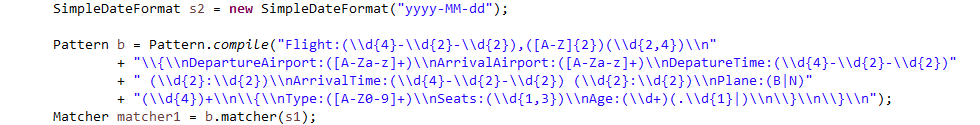 SimpleDateFormat s2 = new SimpleDateFormat("yyyy-MM-dd");
Pattern b = Pattern.compile("Flight:(\\d{4}-\\d{2}-\\d{2}),([A-Z]{2})(\\d{2,4})\\n"
+ "\\{\\nDepartureAirport:([A-Za-z]+)\\nArrivalAirport:([A-Za-z]+)\\nDepatureTime:(\\d{4}-\\d{2}-\\d{2})"
+ " (\\d{2}:\\d{2})\\nArrivalTime:(\\d{4}-\\d{2}-\\d{2}) (\\d{2}:\\d{2})\\nPlane:(B|N)"
+ "(\\d{4})+\\n\\{\\nType:([A-Z0-9]+)\\nSeats:(\\d{1,3})\\nAge:(\\d+)(.\\d{1}|)\\n\\}\\n\\}\\n");
Matcher matcher1 = b.matcher(s1);